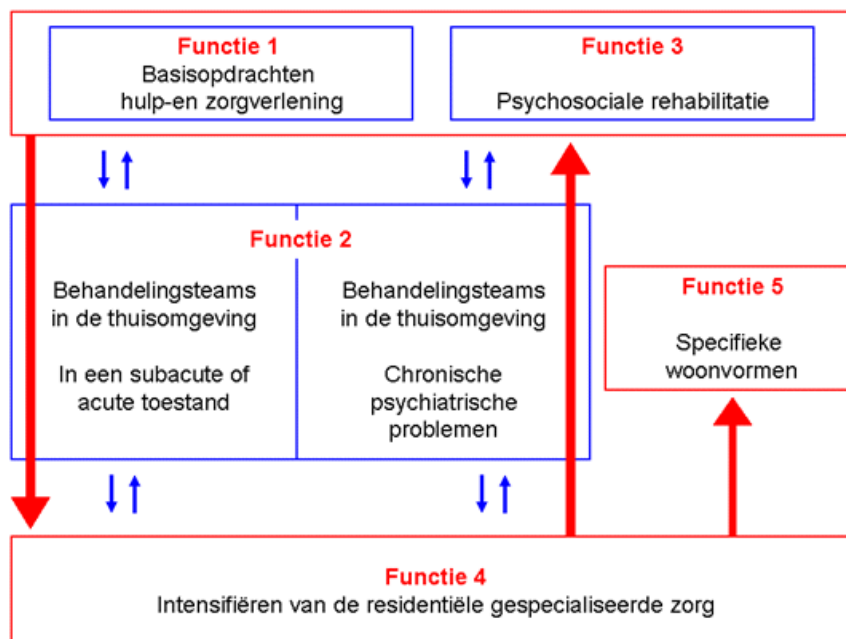 Functie 1
Basisopdrachten
hulp-en zorgverlening
Functie 3
Psychosociale rehabilitatie
Functie 2
Behandelingsteams
in de thuisomgeving
In een subacute of
acute toestand
Behandelingsteams
in de thuisomgeving
Chronische
psychiatrische
problemen
Functie 5
Specifieke
woonvormen
Functie 4
Intensifiëren van de residentiële gespecialiseerde zorg